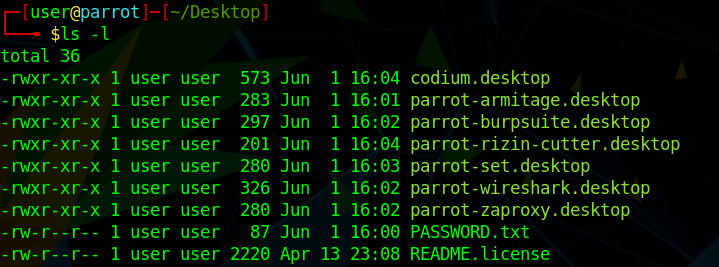 ┌─[user@parrot]─[~/Desktop]
└──╼ $ls -l
total 36
-rwxr-xr-x 1 user user  573 Jun  1 16:04 codium.desktop
-rwxr-xr-x 1 user user  283 Jun  1 16:01 parrot-armitage.desktop
-rwxr-xr-x 1 user user  297 Jun  1 16:02 parrot-burpsuite.desktop
-rwxr-xr-x 1 user user  201 Jun  1 16:04 parrot-rizin-cutter.desktop
-rwxr-xr-x 1 user user  280 Jun  1 16:03 parrot-set.desktop
-rwxr-xr-x 1 user user  326 Jun  1 16:02 parrot-wireshark.desktop
-rwxr-xr-x 1 user user  280 Jun  1 16:02 parrot-zaproxy.desktop
-rw-r--r-- 1 user user   87 Jun  1 16:00 PASSWORD.txt
-rw-r--r-- 1 user user 2220 Apr 13 23:08 README.license